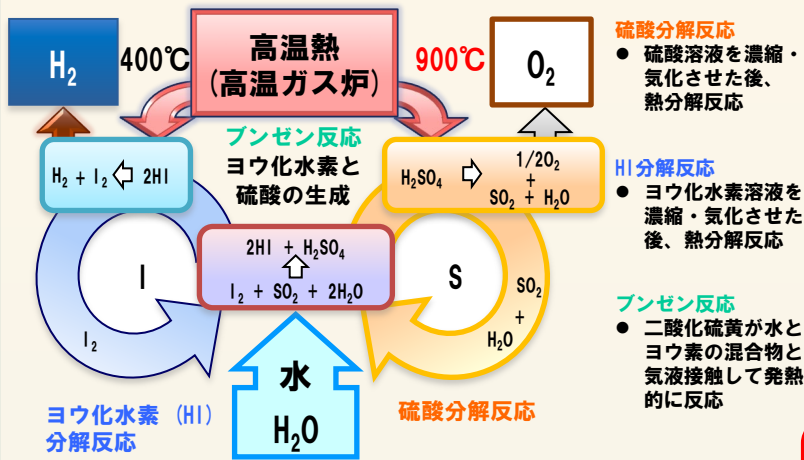 H₂
400℃
高温熱
(高温ガス炉)
900℃
O₂
ブンゼン反応
ヨウ化水素と
硫酸の生成
H₂ + I₂ ⇦ 2HI
H₂SO₄ ⇨ 1/2O₂
+
SO₂ + H₂O
2HI + H₂SO₄
⇧
I₂ + SO₂ + 2H₂O
I
S
I₂
SO₂
+
H₂O
水
H₂O
ヨウ化水素 (HI)
分解反応
硫酸分解反応
硫酸分解反応
● 硫酸溶液を濃縮・
気化させた後、
熱分解反応
HI分解反応
● ヨウ化水素溶液を
濃縮・気化させた
後、熱分解反応
ブンゼン反応
● 二酸化硫黄が水と
ヨウ素の混合物と
気液接触して発熱
的に反応